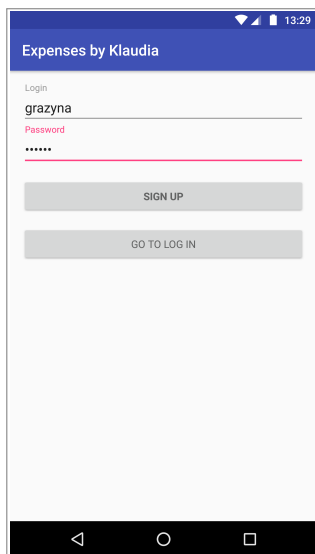 13:29
Expenses by Klaudia
Login
grazyna
Password
••••••
SIGN UP
GO TO LOG IN